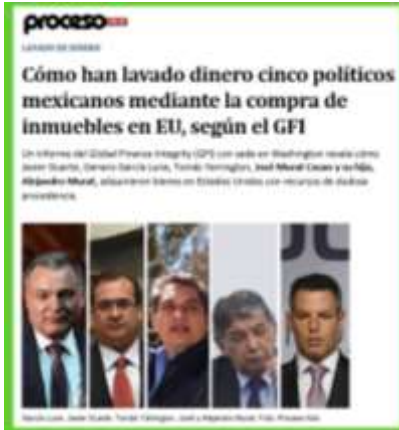 proceso
LAVADO DE DINERO
Cómo han lavado dinero cinco políticos
mexicanos mediante la compra de
inmuebles en EU, según el GFI
Un informe del Global Finance Integrity (GFI) con sede en Washington revela cómo
Javier Duarte, Genaro García Luna, Tomás Yarrington, José Murat Casab y su hijo,
Alejandro Murat, adquirieron bienes en Estados Unidos con recursos de dudosa
procedencia.
García Luna, Javier Duarte, Tomás Yarrington, José y Alejandro Murat. Foto: Proceso